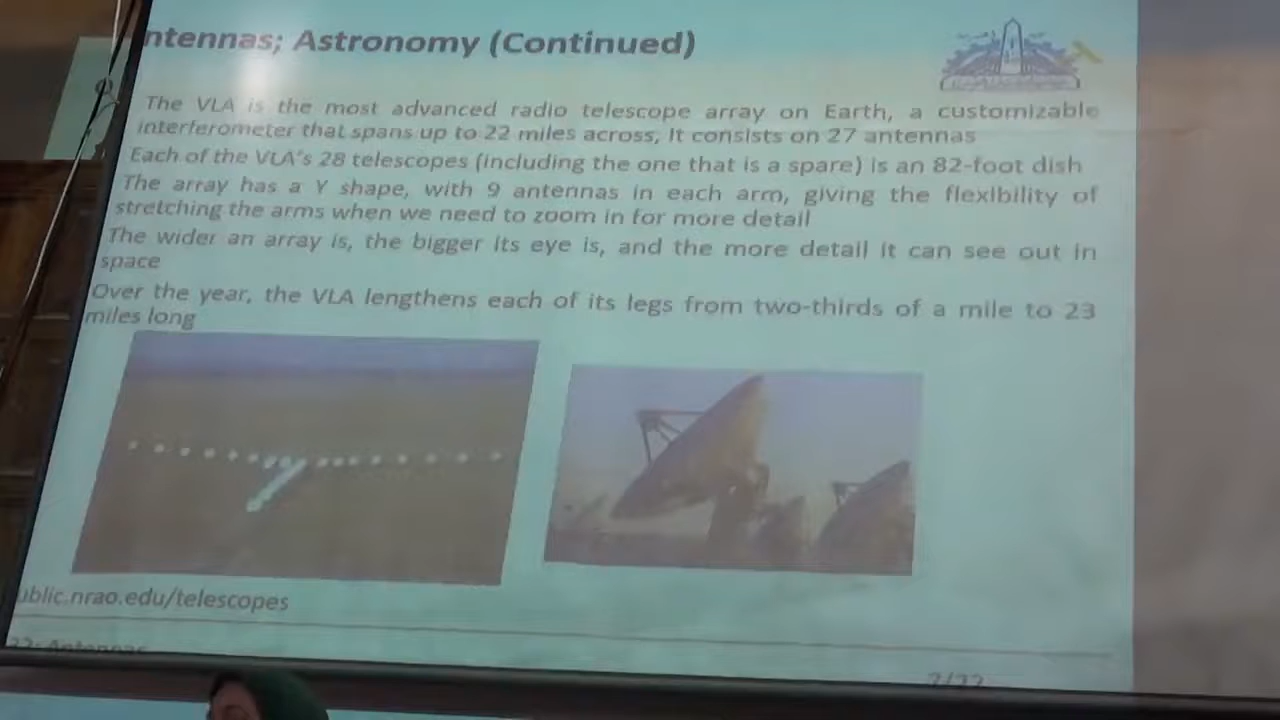 ntennas; Astronomy (Continued)
The VLA is the most advanced radio telescope array on Earth, a customizable
interferometer that spans up to 22 miles across, It consists on 27 antennas
Each of the VLA's 28 telescopes (including the one that is a spare) is an 82-foot dish
The array has a Y shape, with 9 antennas in each arm, giving the flexibility of
stretching the arms when we need to zoom in for more detail
The wider an array is, the bigger its eye is, and the more detail it can see out in
space
Over the year, the VLA lengthens each of its legs from two-thirds of a mile to 23
miles long
ublic.nrao.edu/telescopes